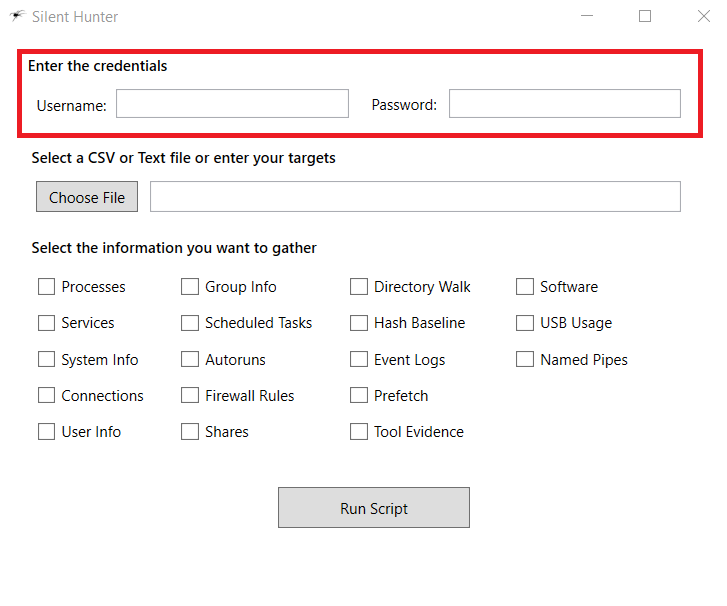 Silent Hunter
Enter the credentials
Username: Password:
Select a CSV or Text file or enter your targets
Choose File
Select the information you want to gather
Processes Group Info Directory Walk Software
Services Scheduled Tasks Hash Baseline USB Usage
System Info Autoruns Event Logs Named Pipes
Connections Firewall Rules Prefetch
User Info Shares Tool Evidence
Run Script